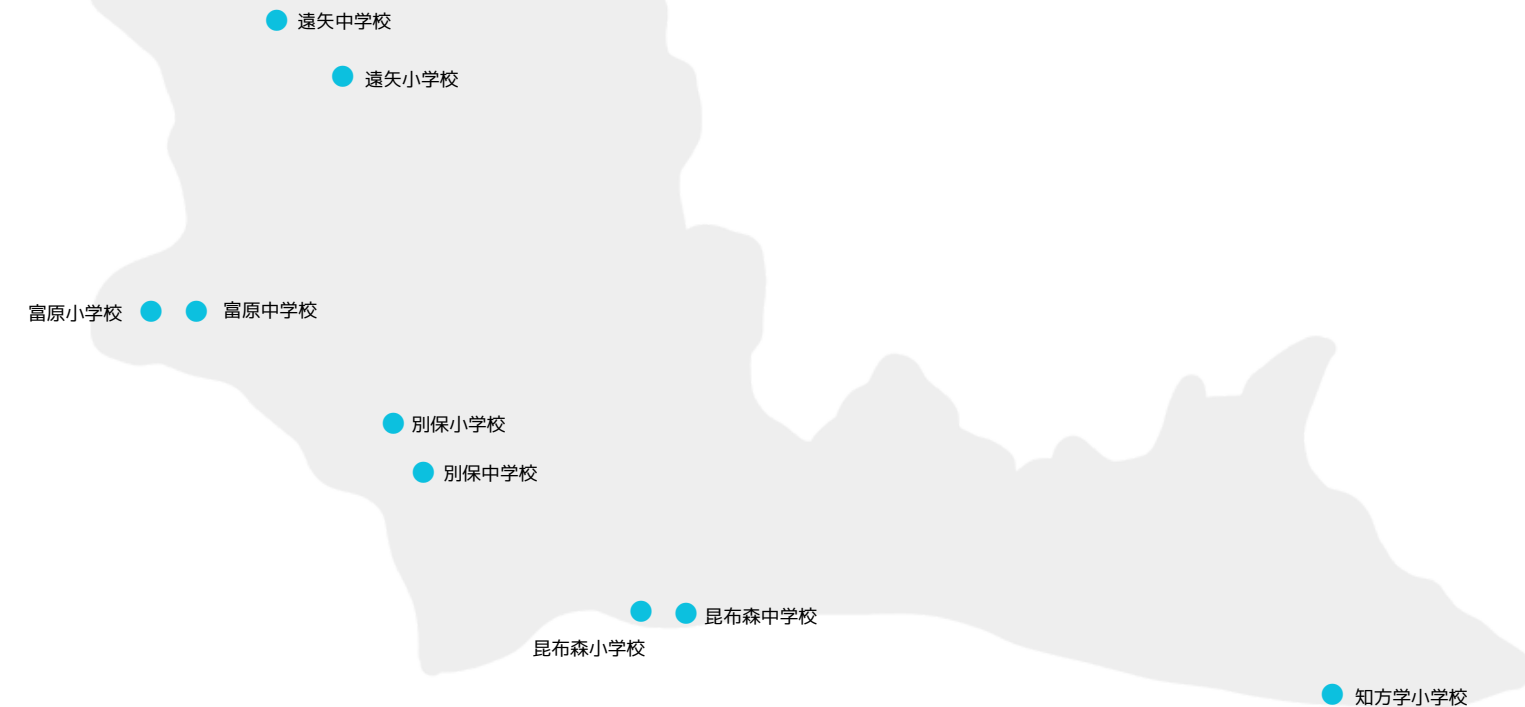 遠矢中学校
遠矢小学校
富原小学校
富原中学校
別保小学校
別保中学校
昆布森中学校
昆布森小学校
知方学小学校